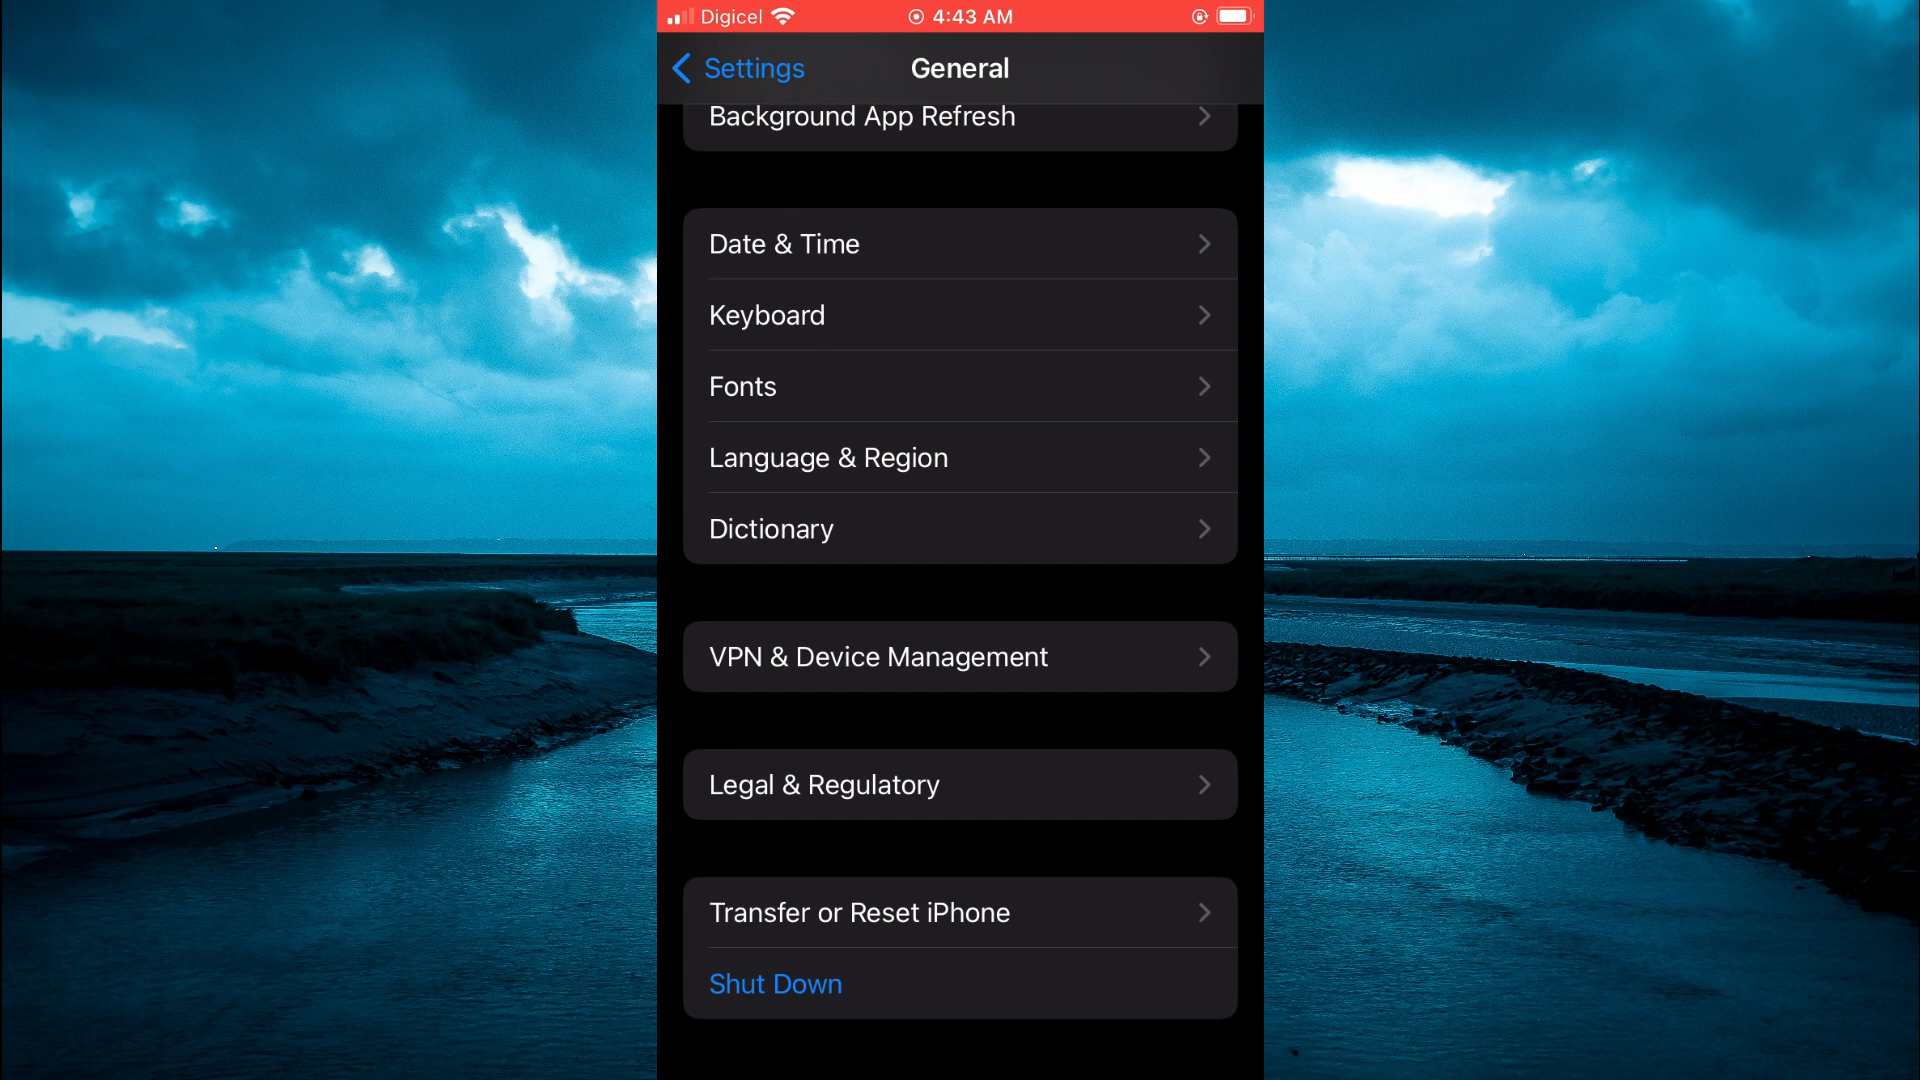 Digicel 4:43 AM
Settings General
Background App Refresh
Date & Time
Keyboard
Fonts
Language & Region
Dictionary
VPN & Device Management
Legal & Regulatory
Transfer or Reset iPhone
Shut Down